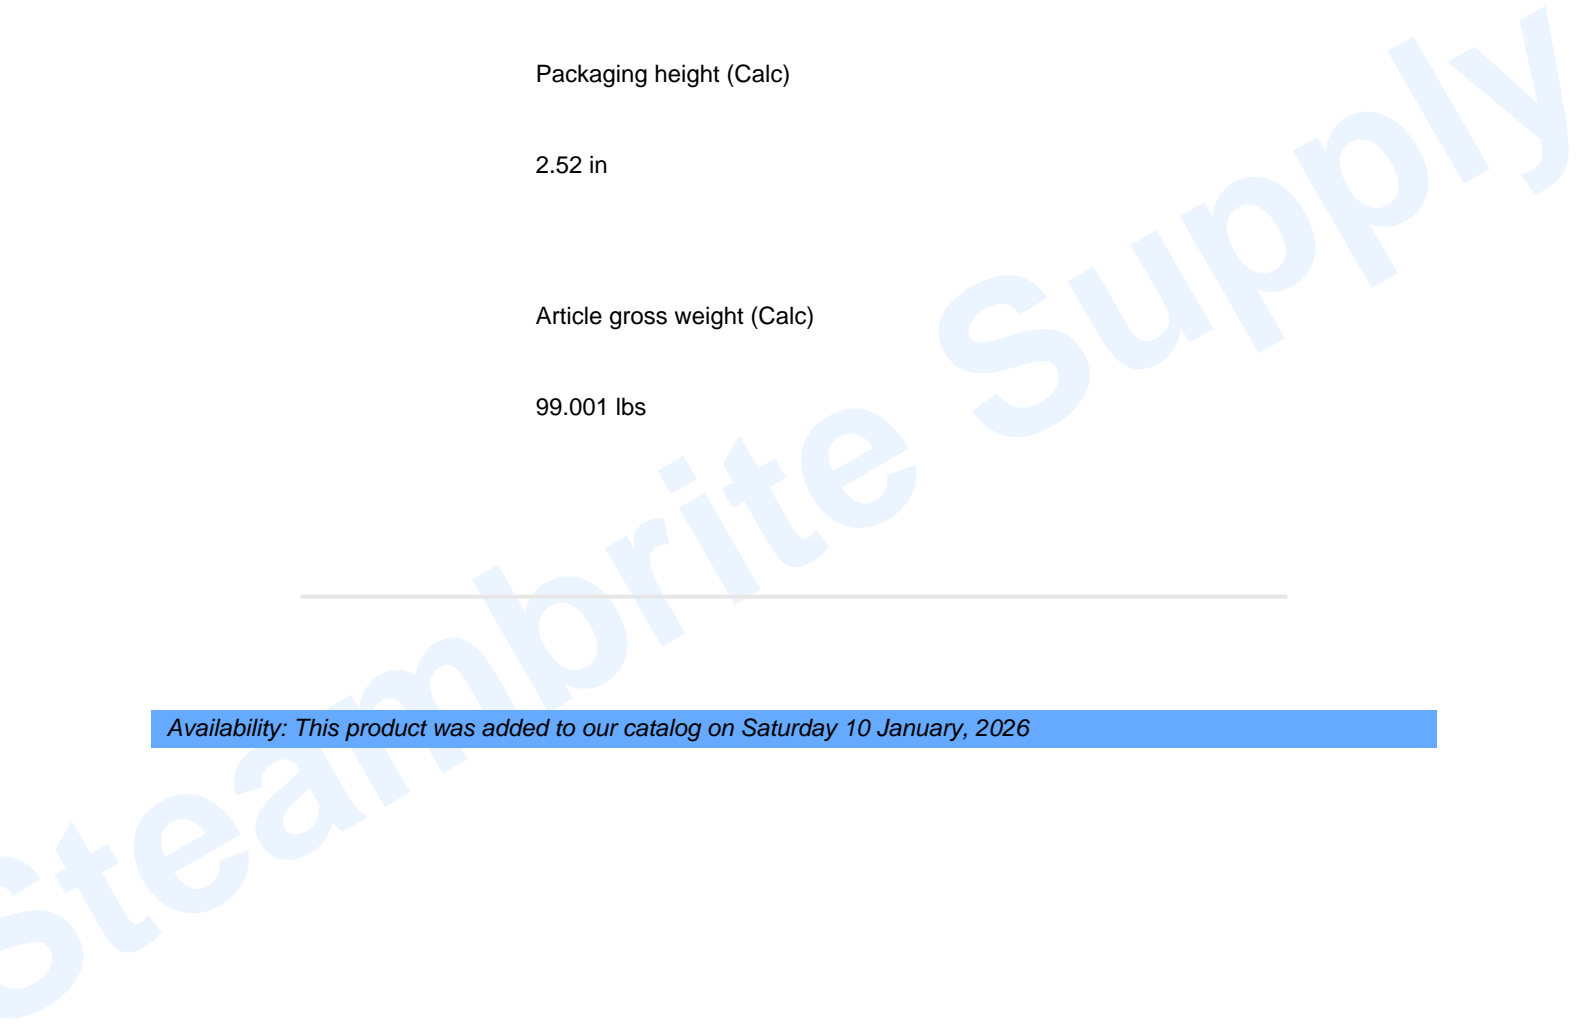 Packaging height (Calc)
2.52 in
Article gross weight (Calc)
99.001 lbs
Availability: This product was added to our catalog on Saturday 10 January, 2026
Steambrite Supply